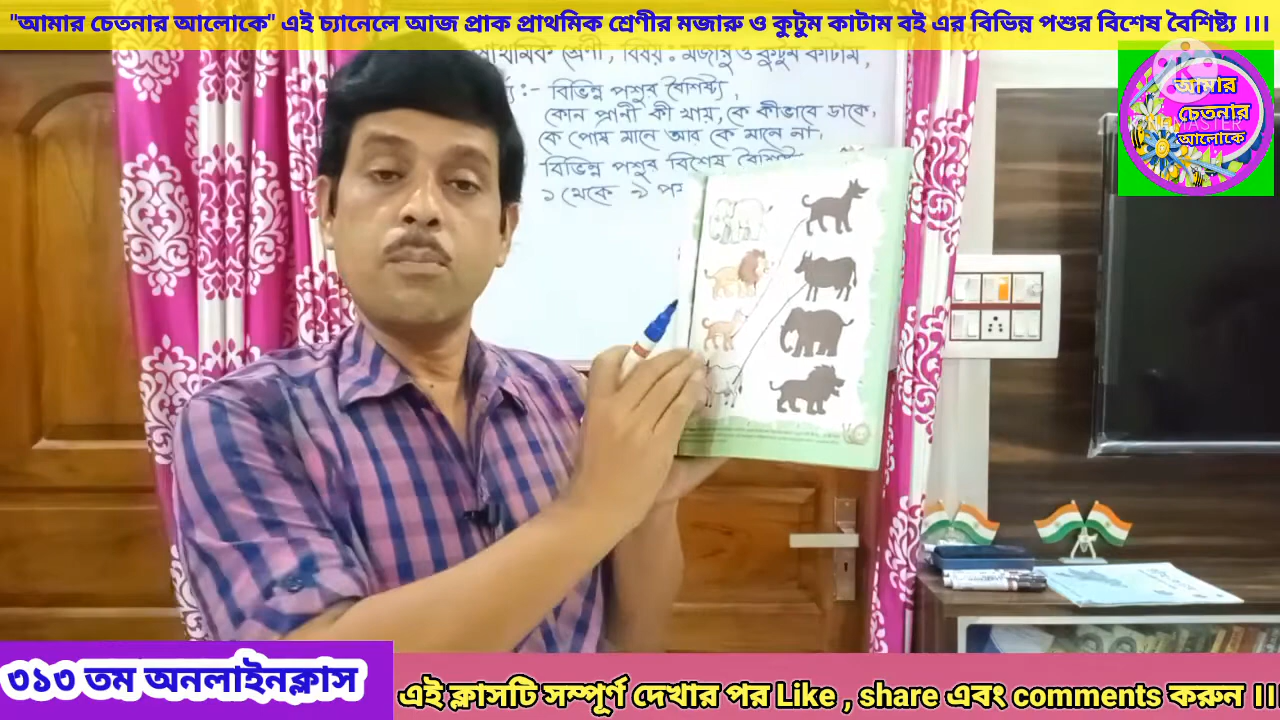 "আমার চেতনার আলোকে" এই চ্যানেলে আজ প্রাক প্রাথমিক শ্রেণীর মজারু ও কুটুম কাটাম বই এর বিভিন্ন পশুর বিশেষ বৈশিষ্ট্য ।।।
শ্রেণী, বিষয় : মজারু ও কুটুম কাটাম,
:- বিভিন্ন পশুর বৈশিষ্ট্য,
কোন প্রানী কী খায়, কে কীভাবে ডাকে,
কে পোষ মানে আর কে মানে না,
বিভিন্ন পশুর বিশেষ
১ থেকে ৯
আমার
চেতনার
আলোকে
৩১৩ তম অনলাইনক্লাস
এই ক্লাসটি সম্পূর্ণ দেখার পর Like , share এবং comments করুন ।।